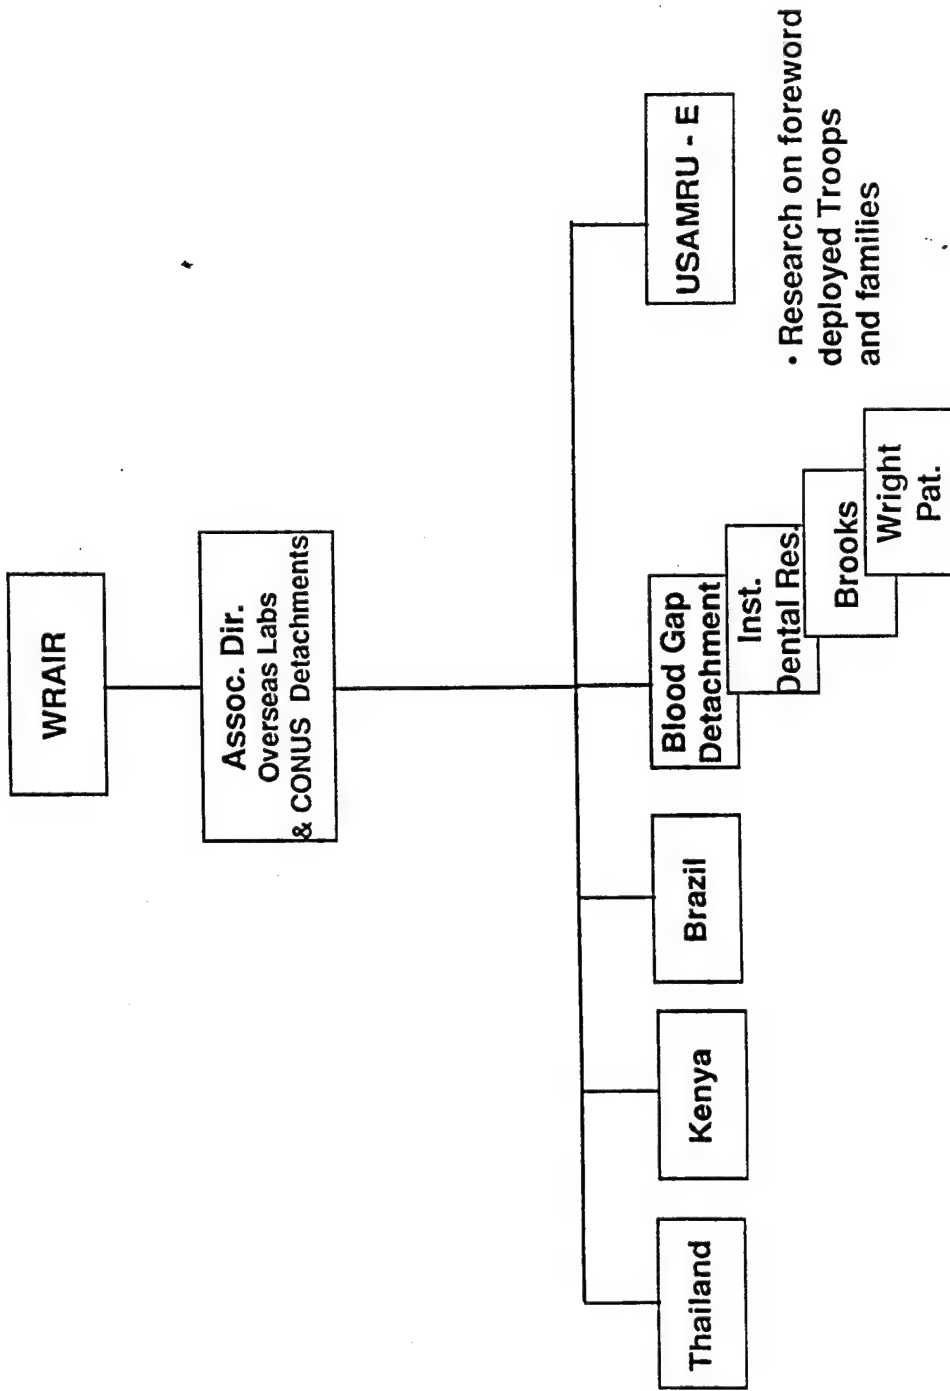 WRAIR
Assoc. Dir.
Overseas Labs
& CONUS Detachments
Thailand
Kenya
Brazil
Blood Gap
Detachment
Inst.
Dental Res.
Brooks
Wright
Pat.
USAMRU - E
• Research on foreword
deployed Troops
and families